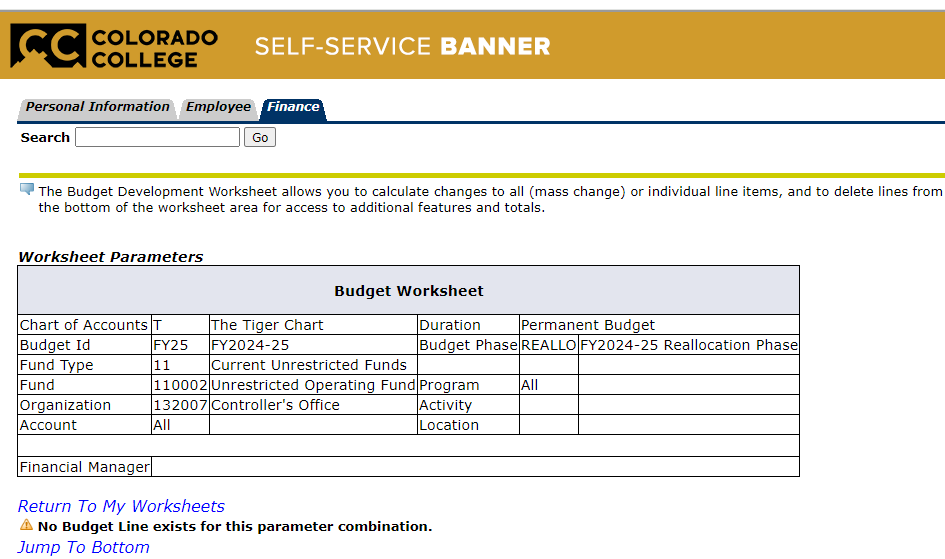 COLORADO
COLLEGE
SELF-SERVICE BANNER
Personal Information Employee Finance
Search Go
The Budget Development Worksheet allows you to calculate changes to all (mass change) or individual line items, and to delete lines from
the bottom of the worksheet area for access to additional features and totals.
Worksheet Parameters
Budget Worksheet
Chart of Accounts T The Tiger Chart Duration Permanent Budget
Budget Id FY25 FY2024-25 Budget Phase REALLO FY2024-25 Reallocation Phase
Fund Type 11 Current Unrestricted Funds
Fund 110002 Unrestricted Operating Fund Program All
Organization 132007 Controller's Office Activity
Account All Location
Financial Manager
Return To My Worksheets
No Budget Line exists for this parameter combination.
Jump To Bottom